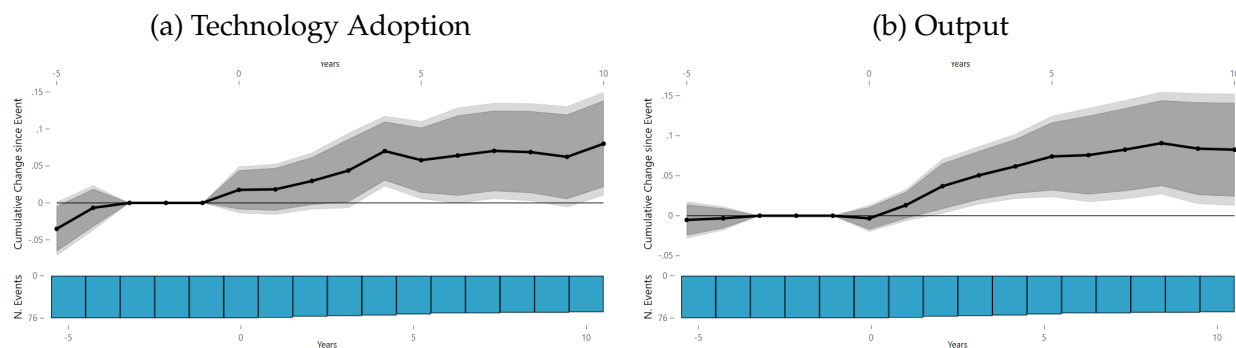 (a) Technology Adoption
Years
-5 0 5 10
Cumulative Change since Event
.15
.1
.05
0
-.05
N. Events
0
76
-5 0 5 10
Years
(b) Output
Years
-5 0 5 10
Cumulative Change since Event
.15
.1
.05
0
-.05
N. Events
0
76
-5 0 5 10
Years